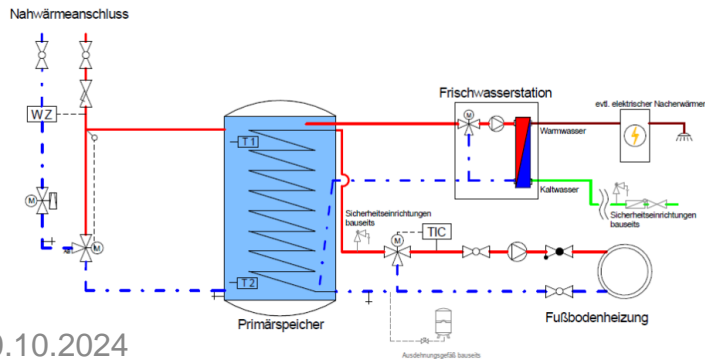 Nahwärmeanschluss
Frischwasserstation
evtl. elektrischer Nacherwärmer
WZ
M
Warmwasser
T1
Kaltwasser
M
Sicherheitseinrichtungen
bauseits
Sicherheitseinrichtungen
bauseits
TIC
M
M
T2
Primärspeicher
Fußbodenheizung
Ausdehnungsgefäß bauseits
0.10.2024